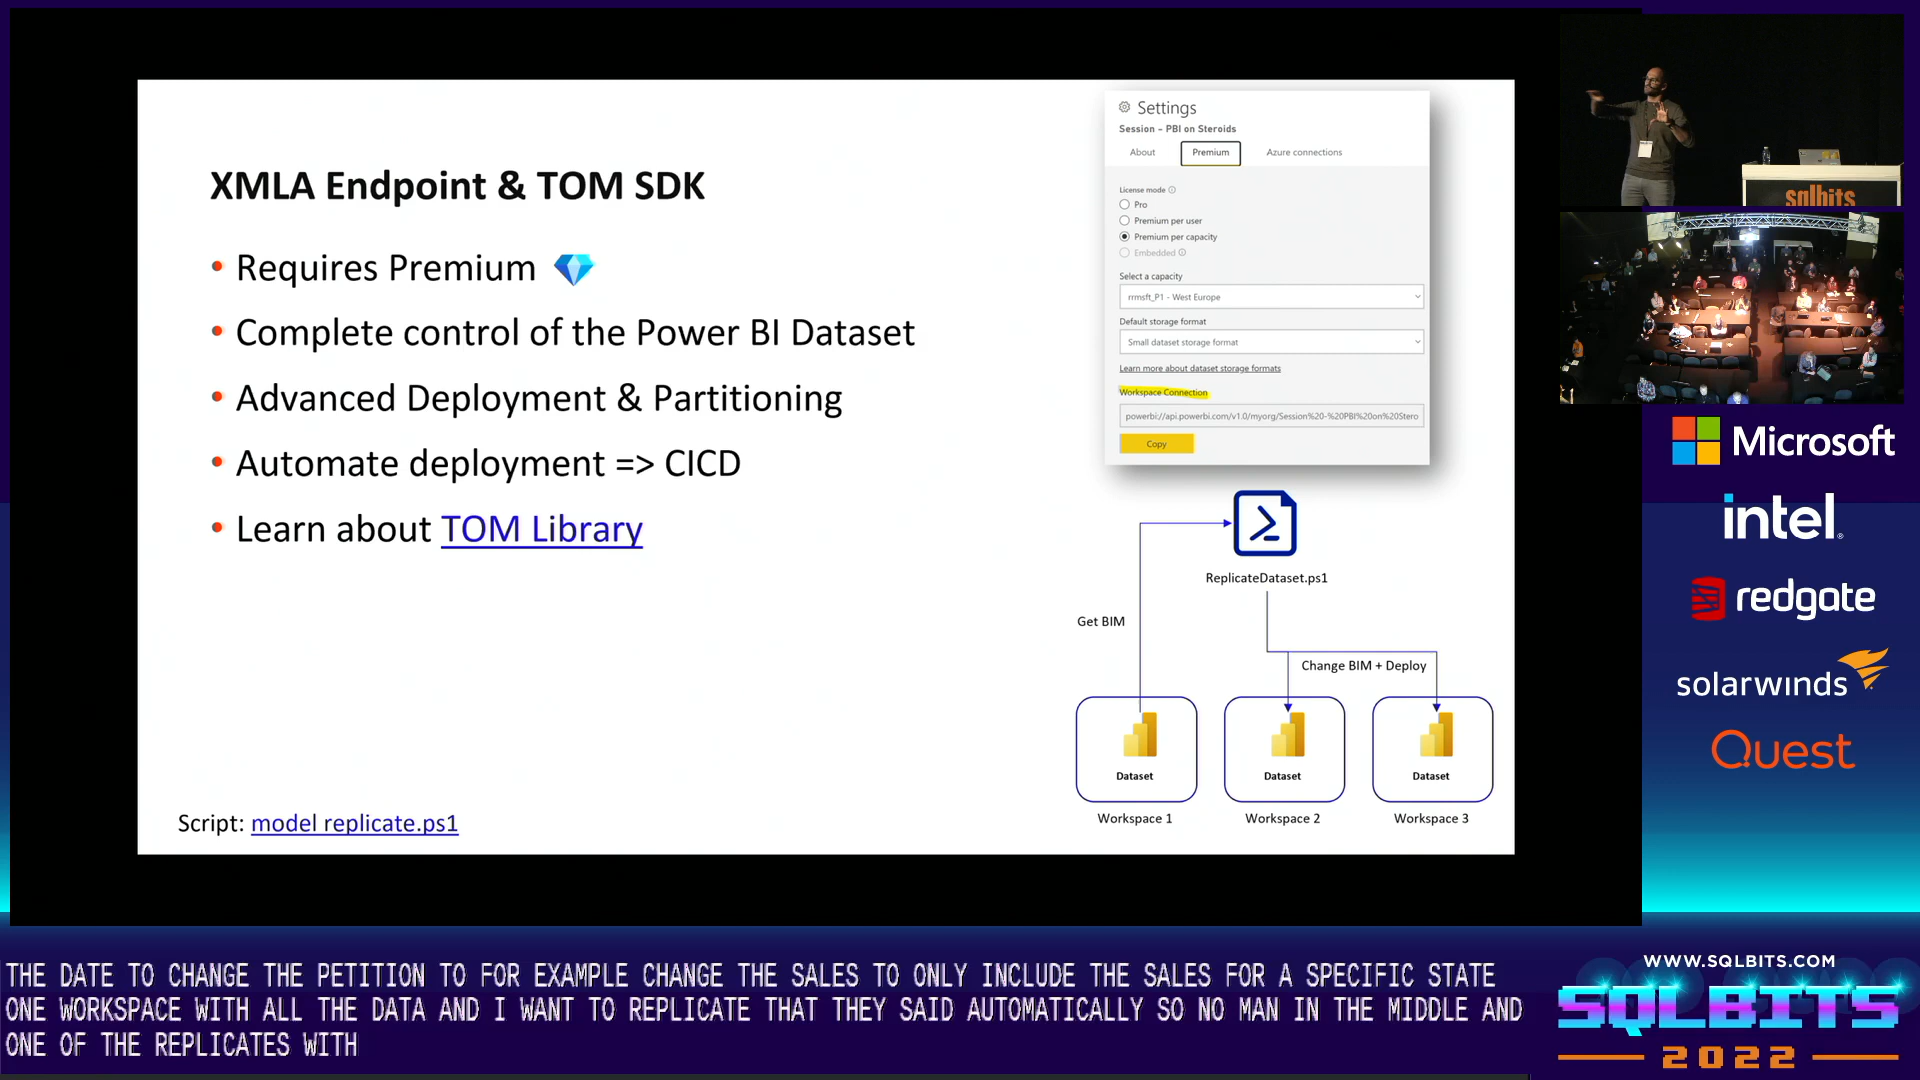 XMLA Endpoint & TOM SDK
• Requires Premium
• Complete control of the Power BI Dataset
• Advanced Deployment & Partitioning
• Automate deployment => CICD
• Learn about TOM Library
Script: model replicate.ps1
Settings
Session - PBI on Steroids
About Premium Azure connections
License mode
Pro
Premium per user
Premium per capacity
Embedded
Select a capacity
rrmsft_P1 - West Europe
Default storage format
Small dataset storage format
Learn more about dataset storage formats
Workspace Connection
powerbi://api.powerbi.com/v1.0/myorg/Session%20-%20PBI%20on%20Stero
Copy
ReplicateDataset.ps1
Get BIM
Change BIM + Deploy
Dataset Dataset Dataset
Workspace 1 Workspace 2 Workspace 3
sqlbits
Microsoft
intel.
redgate
solarwinds
Quest
THE DATE TO CHANGE THE PETITION TO FOR EXAMPLE CHANGE THE SALES TO ONLY INCLUDE THE SALES FOR A SPECIFIC STATE
ONE WORKSPACE WITH ALL THE DATA AND I WANT TO REPLICATE THAT THEY SAID AUTOMATICALLY SO NO MAN IN THE MIDDLE AND
ONE OF THE REPLICATES WITH
WWW.SQLBITS.COM
SQLBITS
2022